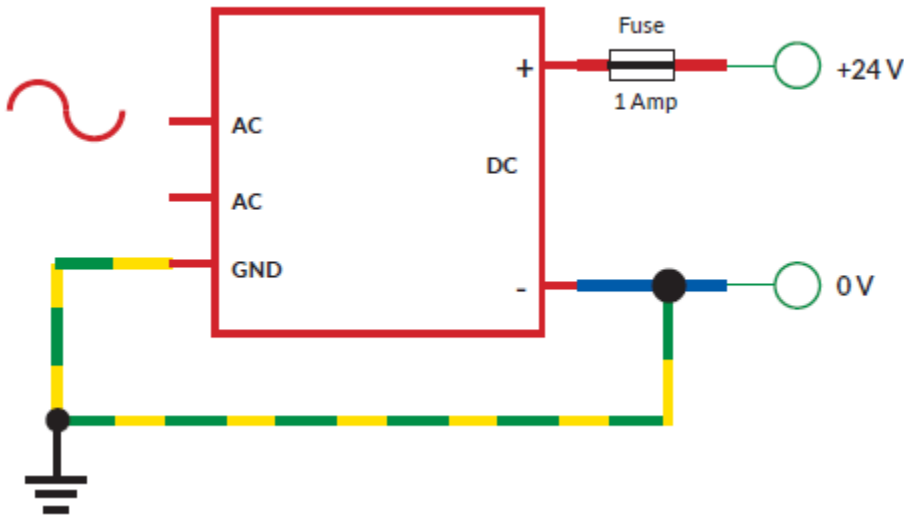 Fuse
+
+24 V
1 Amp
AC
DC
AC
GND
-
0 V